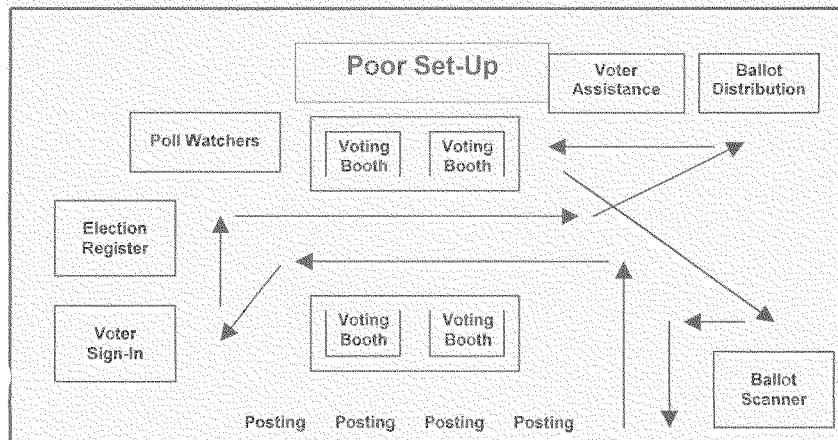 Poor Set-Up
Voter
Assistance
Ballot
Distribution
Poll Watchers
Voting
Booth
Voting
Booth
Election
Register
Voter
Sign-In
Voting
Booth
Voting
Booth
Ballot
Scanner
Posting Posting Posting Posting